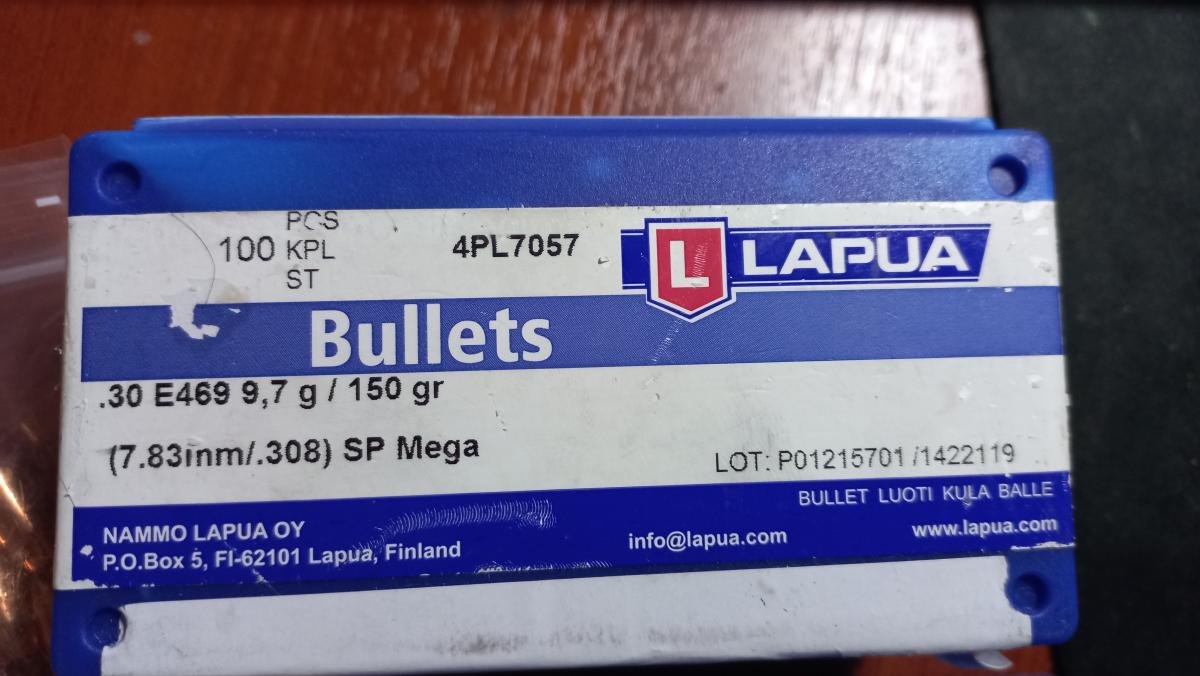 PCS
100 KPL
ST
4PL7057
L LAPUA
Bullets
.30 E469 9,7 g / 150 gr
(7.83mm/.308) SP Mega
LOT: P01215701 /1422119
BULLET LUOTI KULA BALLE
NAMMO LAPUA OY
P.O.Box 5, FI-62101 Lapua, Finland
info@lapua.com
www.lapua.com